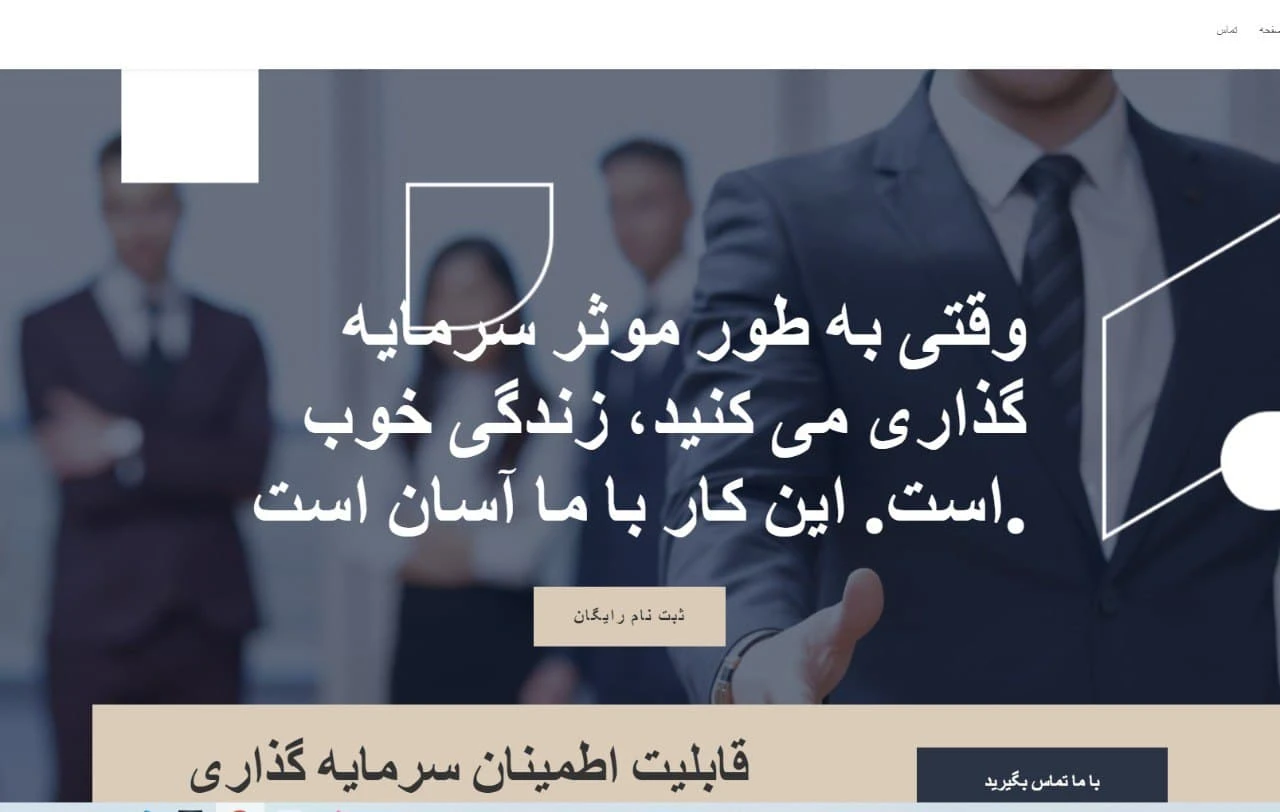 صفحه تماس
وقتی به طور موثر سرمایه
گذاری می کنید، زندگی خوب
.است. این کار با ما آسان است
ثبت نام رایگان
قابلیت اطمینان سرمایه گذاری
با ما تماس بگیرید